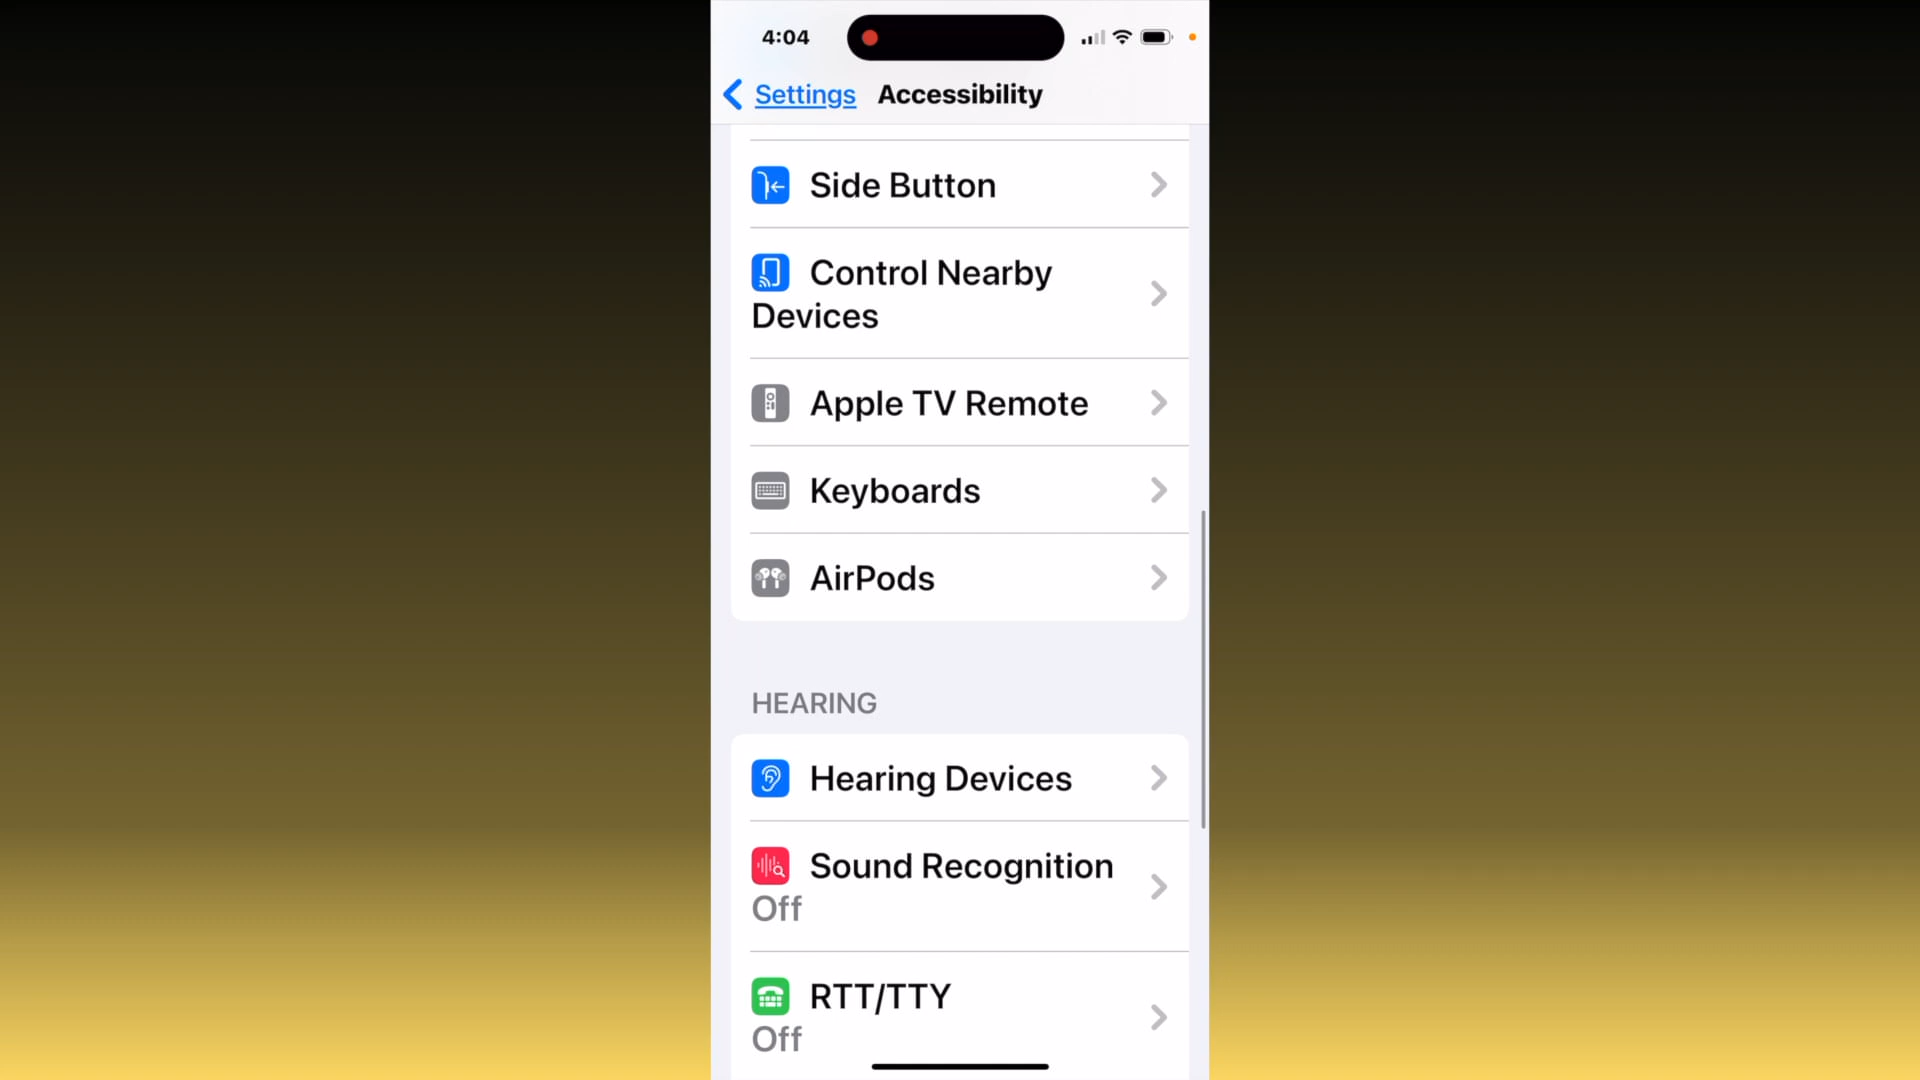 4:04
Settings Accessibility
Side Button
Control Nearby
Devices
Apple TV Remote
Keyboards
AirPods
HEARING
Hearing Devices
Sound Recognition
Off
RTT/TTY
Off